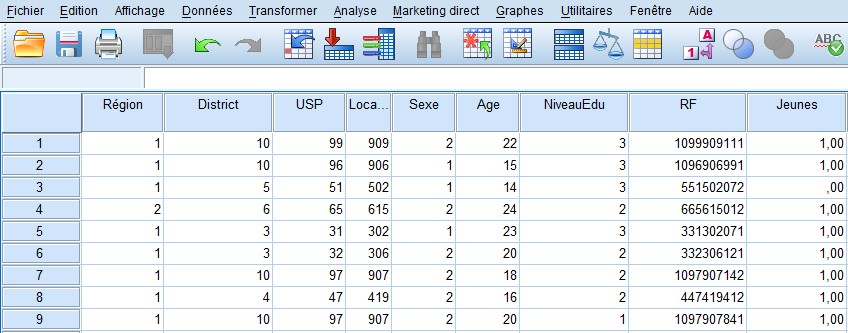 Fichier Edition Affichage Données Transformer Analyse Marketing direct Graphes Utilitaires Fenêtre Aide
A 1 ABC
Région District USP Loca... Sexe Age NiveauEdu RF Jeunes
1 1 10 99 909 2 22 3 1099909111 1,00
2 1 10 96 906 1 15 3 1096906991 1,00
3 1 5 51 502 1 14 3 551502072 ,00
4 2 6 65 615 2 24 2 665615012 1,00
5 1 3 31 302 1 23 3 331302071 1,00
6 1 3 32 306 2 20 2 332306121 1,00
7 1 10 97 907 2 18 2 1097907142 1,00
8 1 4 47 419 2 16 2 447419412 1,00
9 1 10 97 907 2 20 1 1097907841 1,00